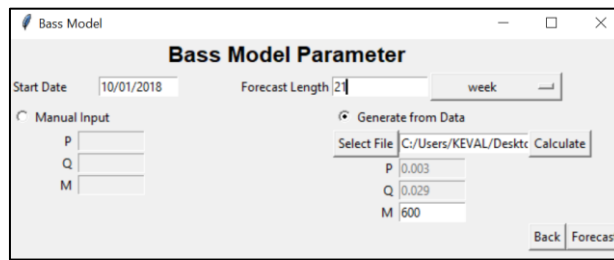 Bass Model
Bass Model Parameter
Start Date 10/01/2018 Forecast Length 21 week
Manual Input Generate from Data
P Select File C:/Users/KEVAL/Deskto Calculate
Q P 0.003
M Q 0.029
M 600
Back Forecas